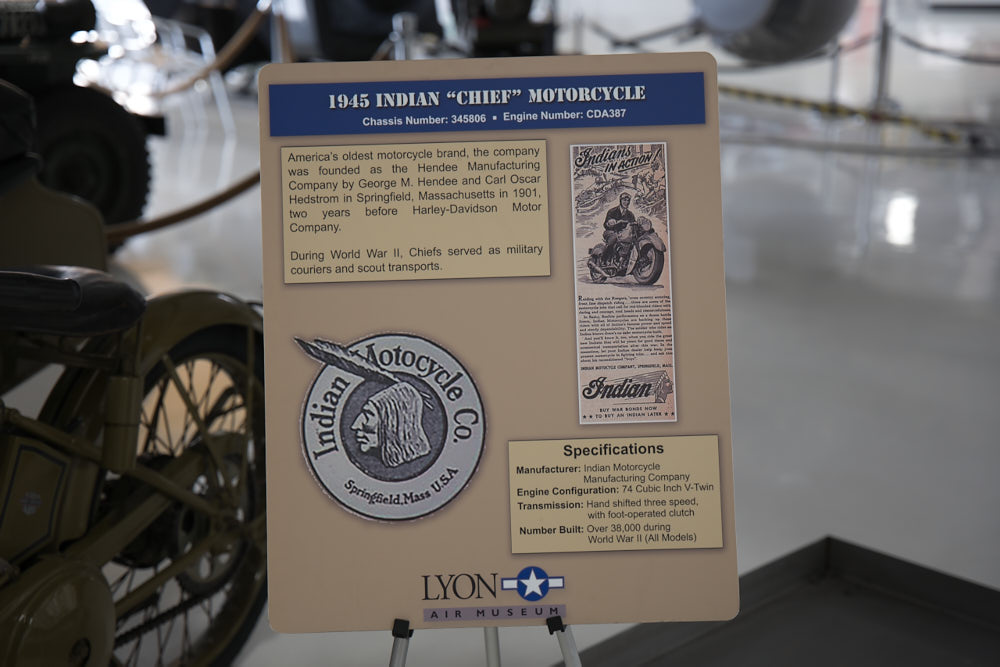 1945 INDIAN “CHIEF” MOTORCYCLE
Chassis Number: 345806 ▪ Engine Number: CDA387
America's oldest motorcycle brand, the company
was founded as the Hendee Manufacturing
Company by George M. Hendee and Carl Oscar
Hedstrom in Springfield, Massachusetts in 1901,
two years before Harley-Davidson Motor
Company.
During World War II, Chiefs served as military
couriers and scout transports.
Indians
IN ACTION!
INDIAN MOTOCYCLE COMPANY, SPRINGFIELD, MASS.
Indian
BUY WAR BONDS NOW
★ ★ TO BUY AN INDIAN LATER ★ ★
Indian Motocycle Co.
Springfield, Mass U.S.A
Specifications
Manufacturer: Indian Motorcycle
Manufacturing Company
Engine Configuration: 74 Cubic Inch V-Twin
Transmission: Hand shifted three speed,
with foot-operated clutch
Number Built: Over 38,000 during
World War II (All Models)
LYON
AIR MUSEUM